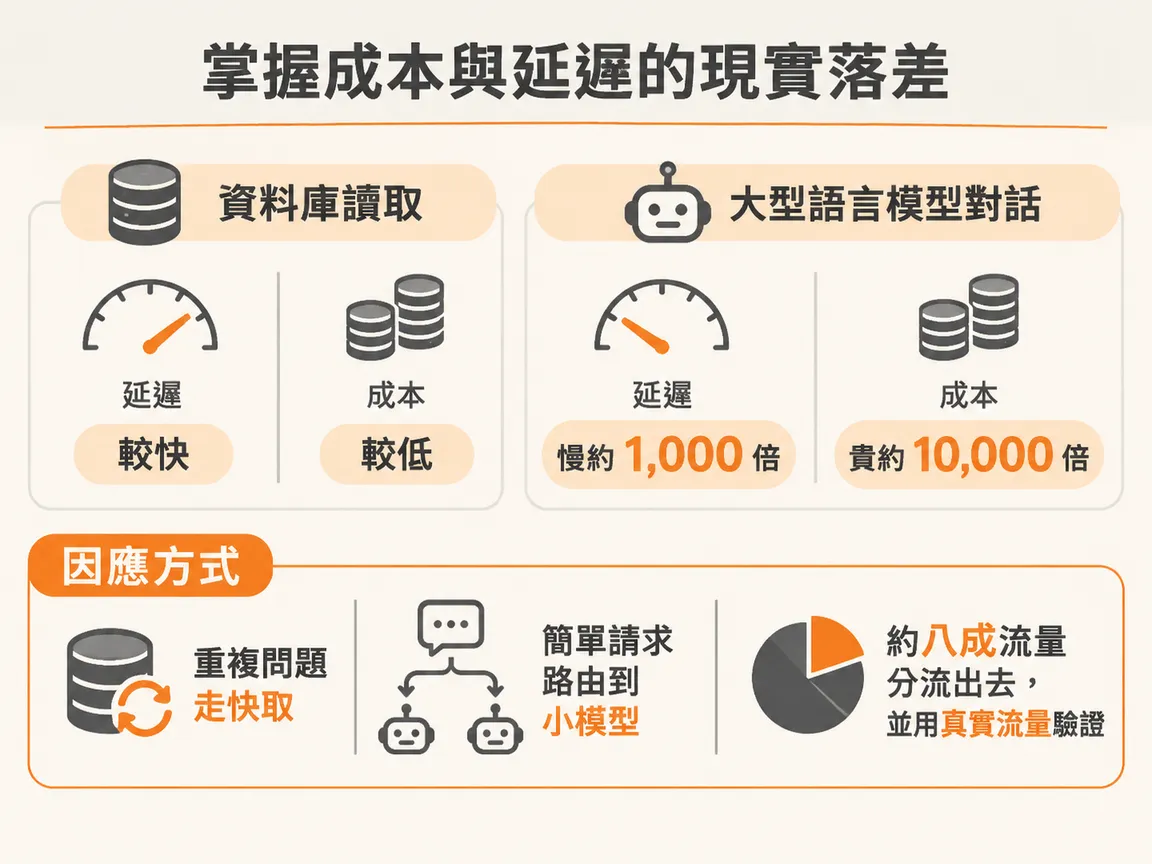 掌握成本與延遲的現實落差
資料庫讀取
大型語言模型對話
延遲
較快
成本
較低
延遲
慢約 1,000 倍
成本
貴約 10,000 倍
因應方式
重複問題
走快取
簡單請求
路由到
小模型
約八成流量
分流出去，
並用真實流量驗證